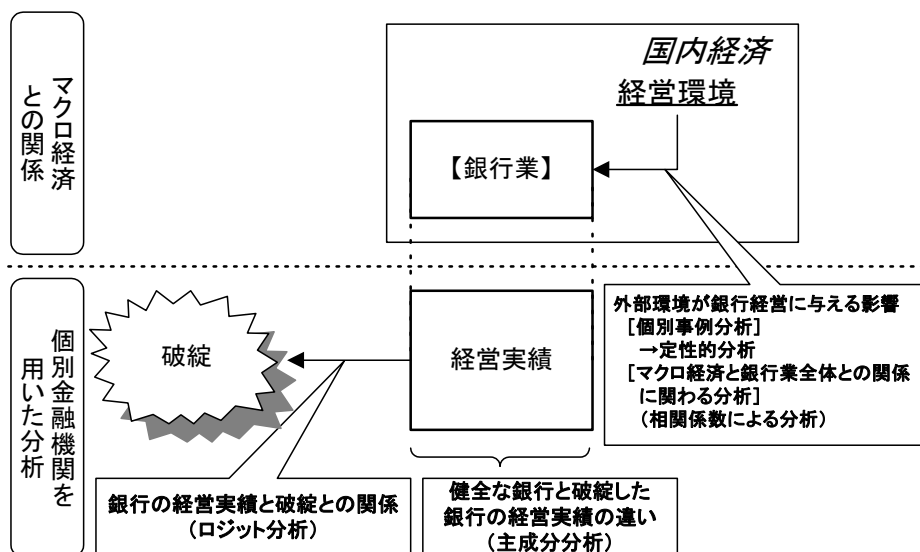 マクロ経済
との関係
国内経済
経営環境
【銀行業】
個別金融機関を
用いた分析
破綻
経営実績
外部環境が銀行経営に与える影響
[個別事例分析]
→定性的分析
[マクロ経済と銀行業全体との関係
に関わる分析]
(相関係数による分析)
銀行の経営実績と破綻との関係
(ロジット分析)
健全な銀行と破綻した
銀行の経営実績の違い
(主成分分析)